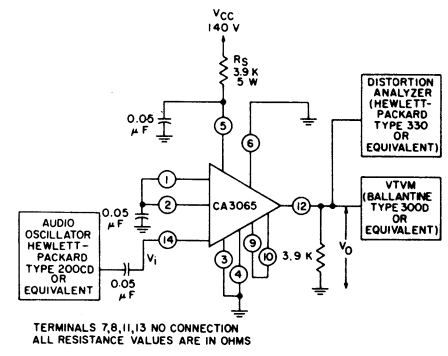 VCC
140 V
RS
3.9 K
5 W
0.05
μF
5
6
DISTORTION
ANALYZER
(HEWLETT-
PACKARD
TYPE 330 OR
EQUIVALENT)
1
2
CA3065
12
0.05
μF
VTVM
(BALLANTINE
TYPE 300D
OR
EQUIVALENT)
AUDIO
OSCILLATOR
HEWLETT-
PACKARD
TYPE 200CD
OR
EQUIVALENT
14
Vi
0.05
μF
3
4
9
10
3.9 K
VO
TERMINALS 7,8,11,13 NO CONNECTION
ALL RESISTANCE VALUES ARE IN OHMS